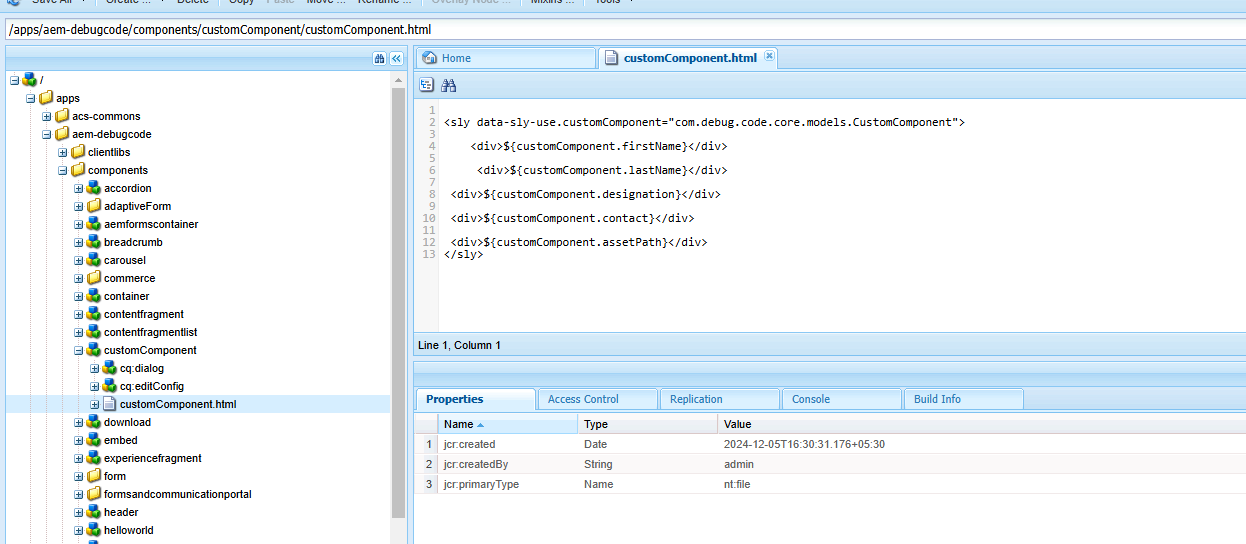 Save All Create ... Delete Copy Paste Move ... Rename ... Overlay Node ... Mixins ... Tools
/apps/aem-debugcode/components/customComponent/customComponent.html
/
apps
acs-commons
aem-debugcode
clientlibs
components
accordion
adaptiveForm
aemformscontainer
breadcrumb
carousel
commerce
container
contentfragment
contentfragmentlist
customComponent
cq:dialog
cq:editConfig
customComponent.html
download
embed
experiencefragment
form
formsandcommunicationportal
header
helloworld
Home customComponent.html
1
2 <sly data-sly-use.customComponent="com.debug.code.core.models.CustomComponent">
3
4 <div>${customComponent.firstName}</div>
5
6 <div>${customComponent.lastName}</div>
7
8 <div>${customComponent.designation}</div>
9
10 <div>${customComponent.contact}</div>
11
12 <div>${customComponent.assetPath}</div>
13 </sly>
Line 1, Column 1
Properties Access Control Replication Console Build Info
Name Type Value
1 jcr:created Date 2024-12-05T16:30:31.176+05:30
2 jcr:createdBy String admin
3 jcr:primaryType Name nt:file